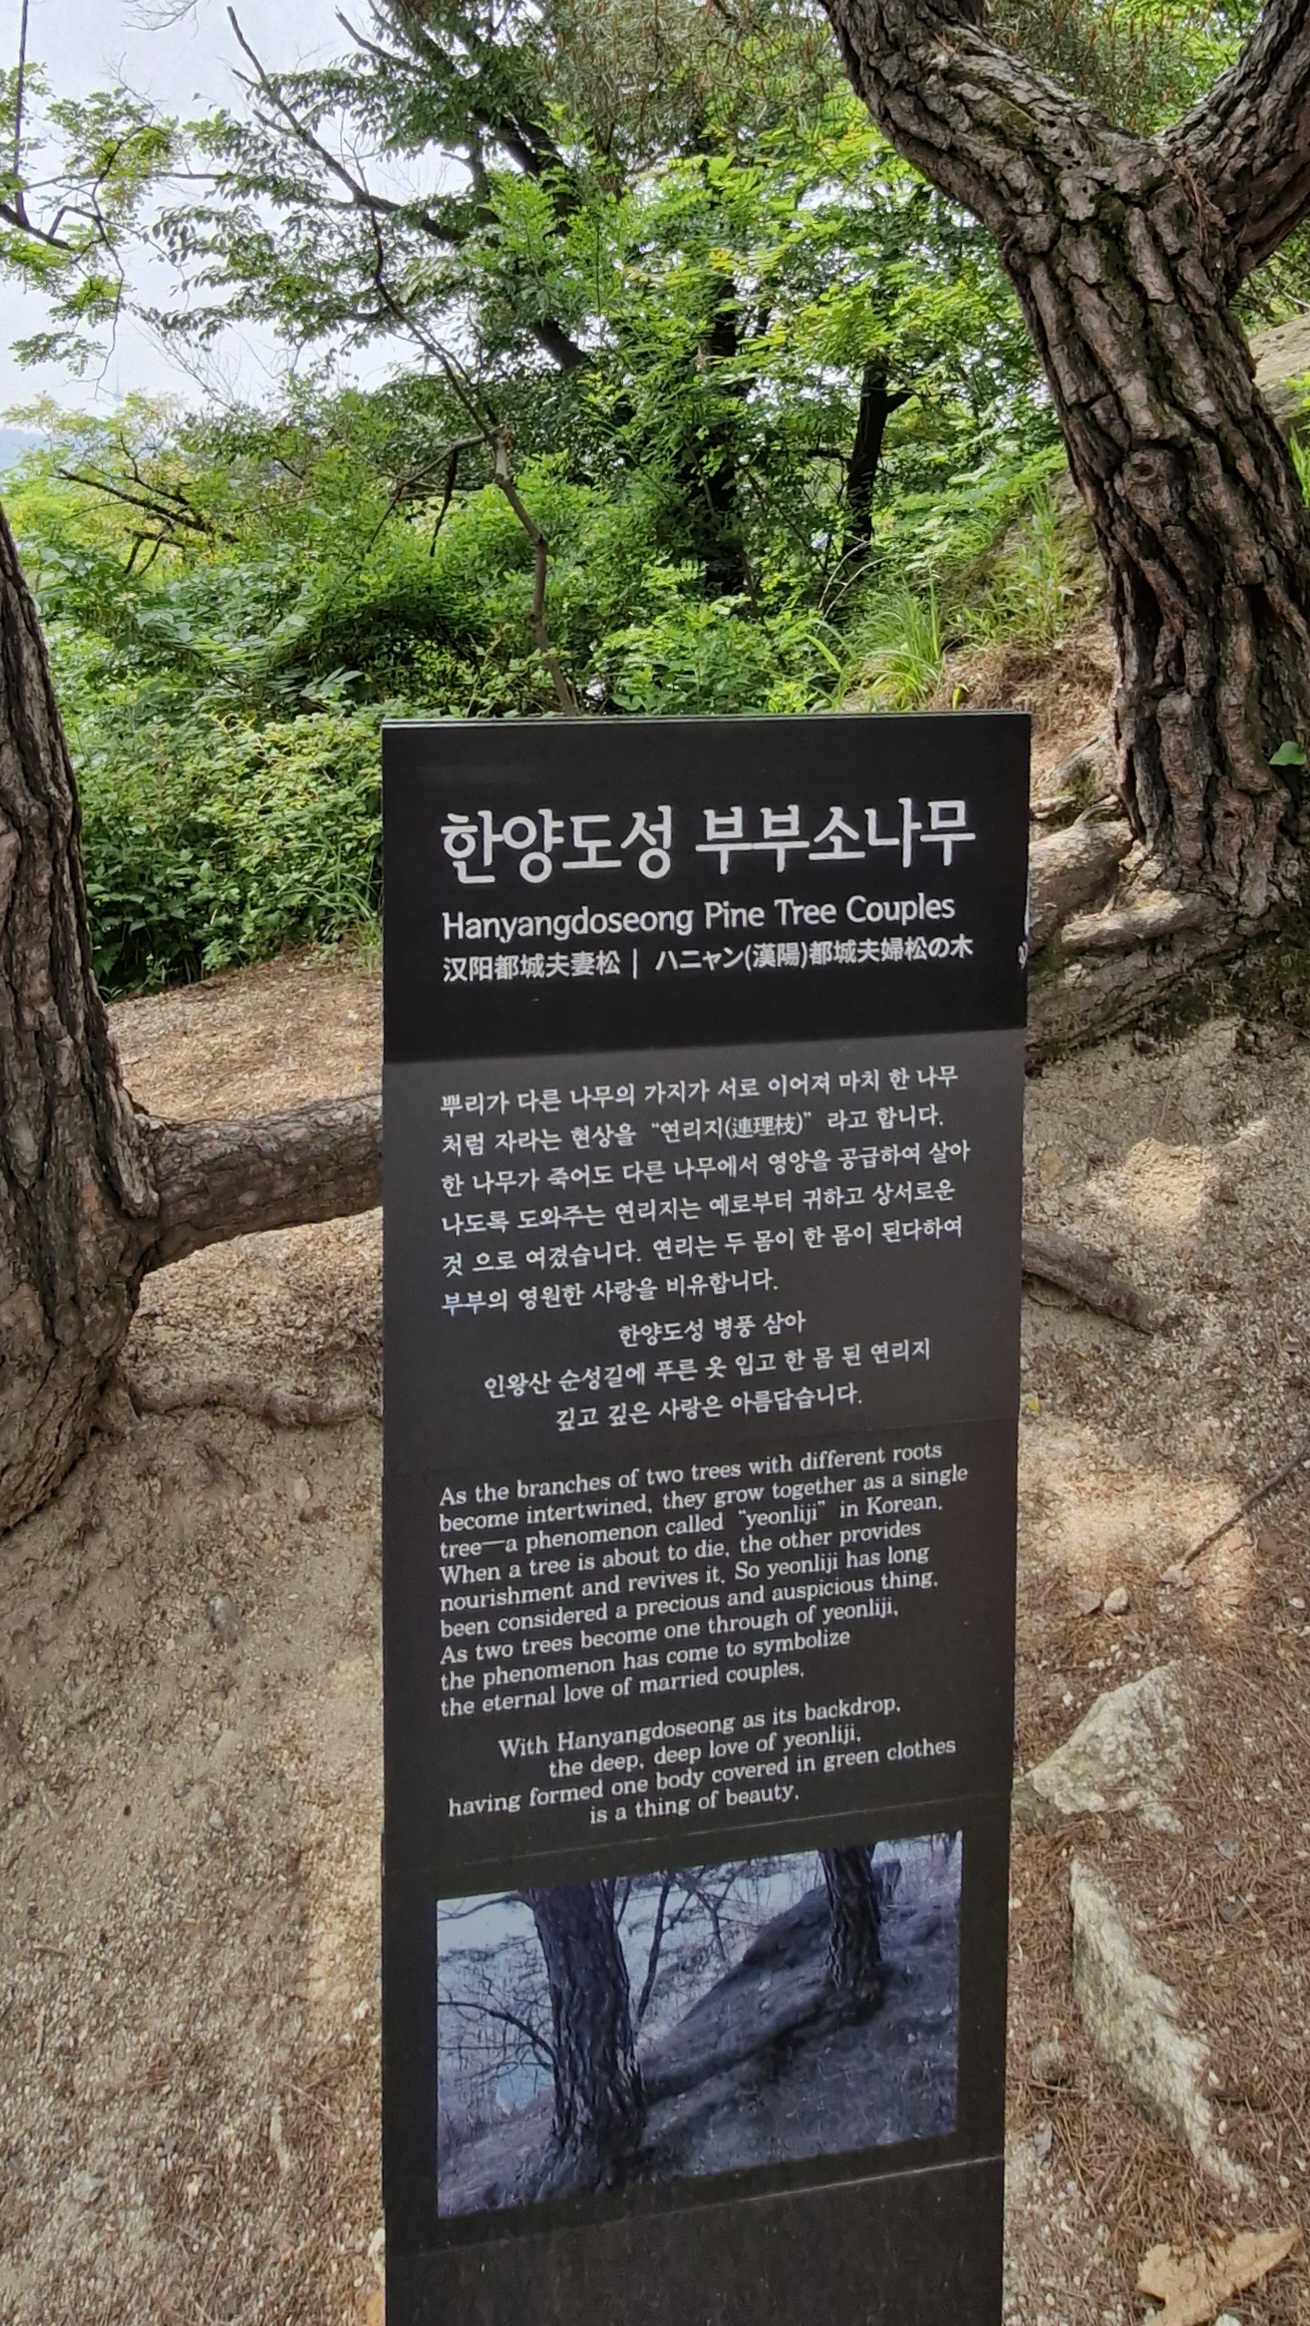 한양도성 부부소나무
Hanyangdoseong Pine Tree Couples
汉阳都城夫妻松 | ハニャン(漢陽)都城夫婦松の木
뿌리가 다른 나무의 가지가 서로 이어져 마치 한 나무
처럼 자라는 현상을 “연리지(連理枝)” 라고 합니다.
한 나무가 죽어도 다른 나무에서 영양을 공급하여 살아
나도록 도와주는 연리지는 예로부터 귀하고 상서로운
것 으로 여겼습니다. 연리는 두 몸이 한 몸이 된다하여
부부의 영원한 사랑을 비유합니다.
한양도성 병풍 삼아
인왕산 순성길에 푸른 옷 입고 한 몸 된 연리지
깊고 깊은 사랑은 아름답습니다.
As the branches of two trees with different roots
become intertwined, they grow together as a single
tree—a phenomenon called “yeonliji” in Korean.
When a tree is about to die, the other provides
nourishment and revives it. So yeonliji has long
been considered a precious and auspicious thing.
As two trees become one through of yeonliji,
the phenomenon has come to symbolize
the eternal love of married couples.
With Hanyangdoseong as its backdrop,
the deep, deep love of yeonliji,
having formed one body covered in green clothes
is a thing of beauty.